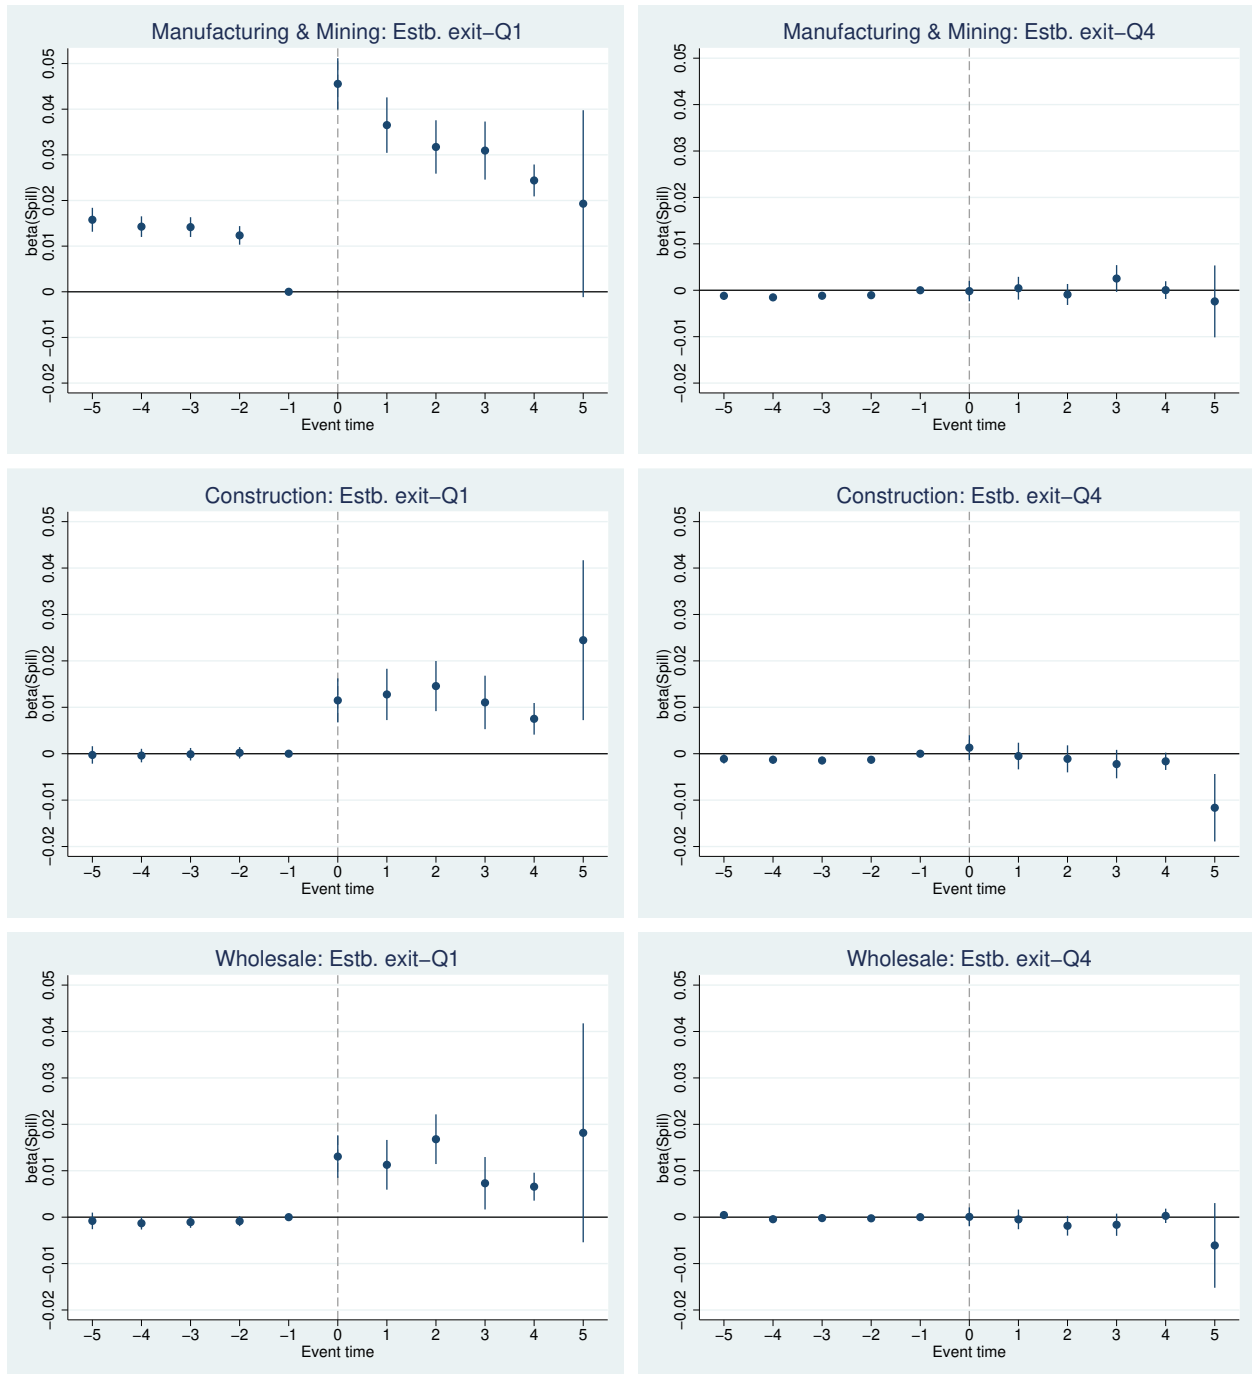 Manufacturing & Mining: Estb. exit−Q1
beta(Spill)
−0.02 −0.01 0 0.01 0.02 0.03 0.04 0.05
−5 −4 −3 −2 −1 0 1 2 3 4 5
Event time
Manufacturing & Mining: Estb. exit−Q4
beta(Spill)
−0.02 −0.01 0 0.01 0.02 0.03 0.04 0.05
−5 −4 −3 −2 −1 0 1 2 3 4 5
Event time
Construction: Estb. exit−Q1
beta(Spill)
−0.02 −0.01 0 0.01 0.02 0.03 0.04 0.05
−5 −4 −3 −2 −1 0 1 2 3 4 5
Event time
Construction: Estb. exit−Q4
beta(Spill)
−0.02 −0.01 0 0.01 0.02 0.03 0.04 0.05
−5 −4 −3 −2 −1 0 1 2 3 4 5
Event time
Wholesale: Estb. exit−Q1
beta(Spill)
−0.02 −0.01 0 0.01 0.02 0.03 0.04 0.05
−5 −4 −3 −2 −1 0 1 2 3 4 5
Event time
Wholesale: Estb. exit−Q4
beta(Spill)
−0.02 −0.01 0 0.01 0.02 0.03 0.04 0.05
−5 −4 −3 −2 −1 0 1 2 3 4 5
Event time